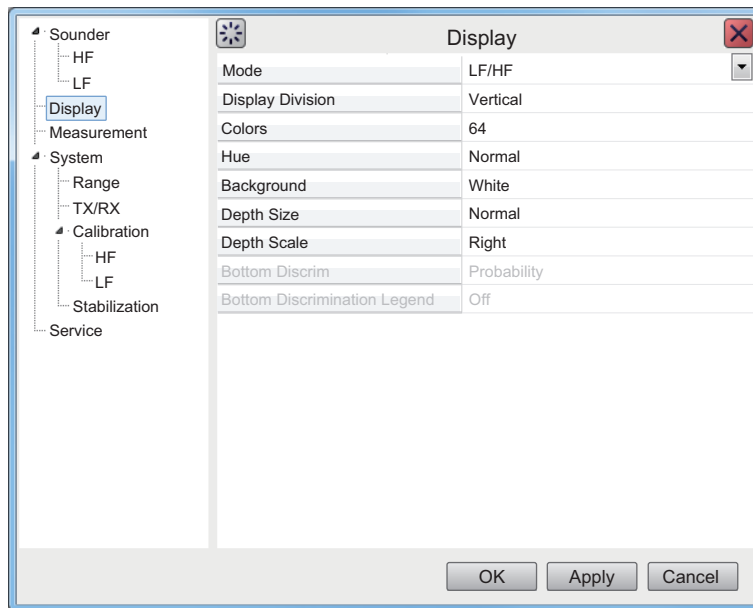 Sounder
HF
LF
Display
Measurement
System
Range
TX/RX
Calibration
HF
LF
Stabilization
Service
Display
Mode LF/HF
Display Division Vertical
Colors 64
Hue Normal
Background White
Depth Size Normal
Depth Scale Right
Bottom Discrim Probability
Bottom Discrimination Legend Off
OK Apply Cancel